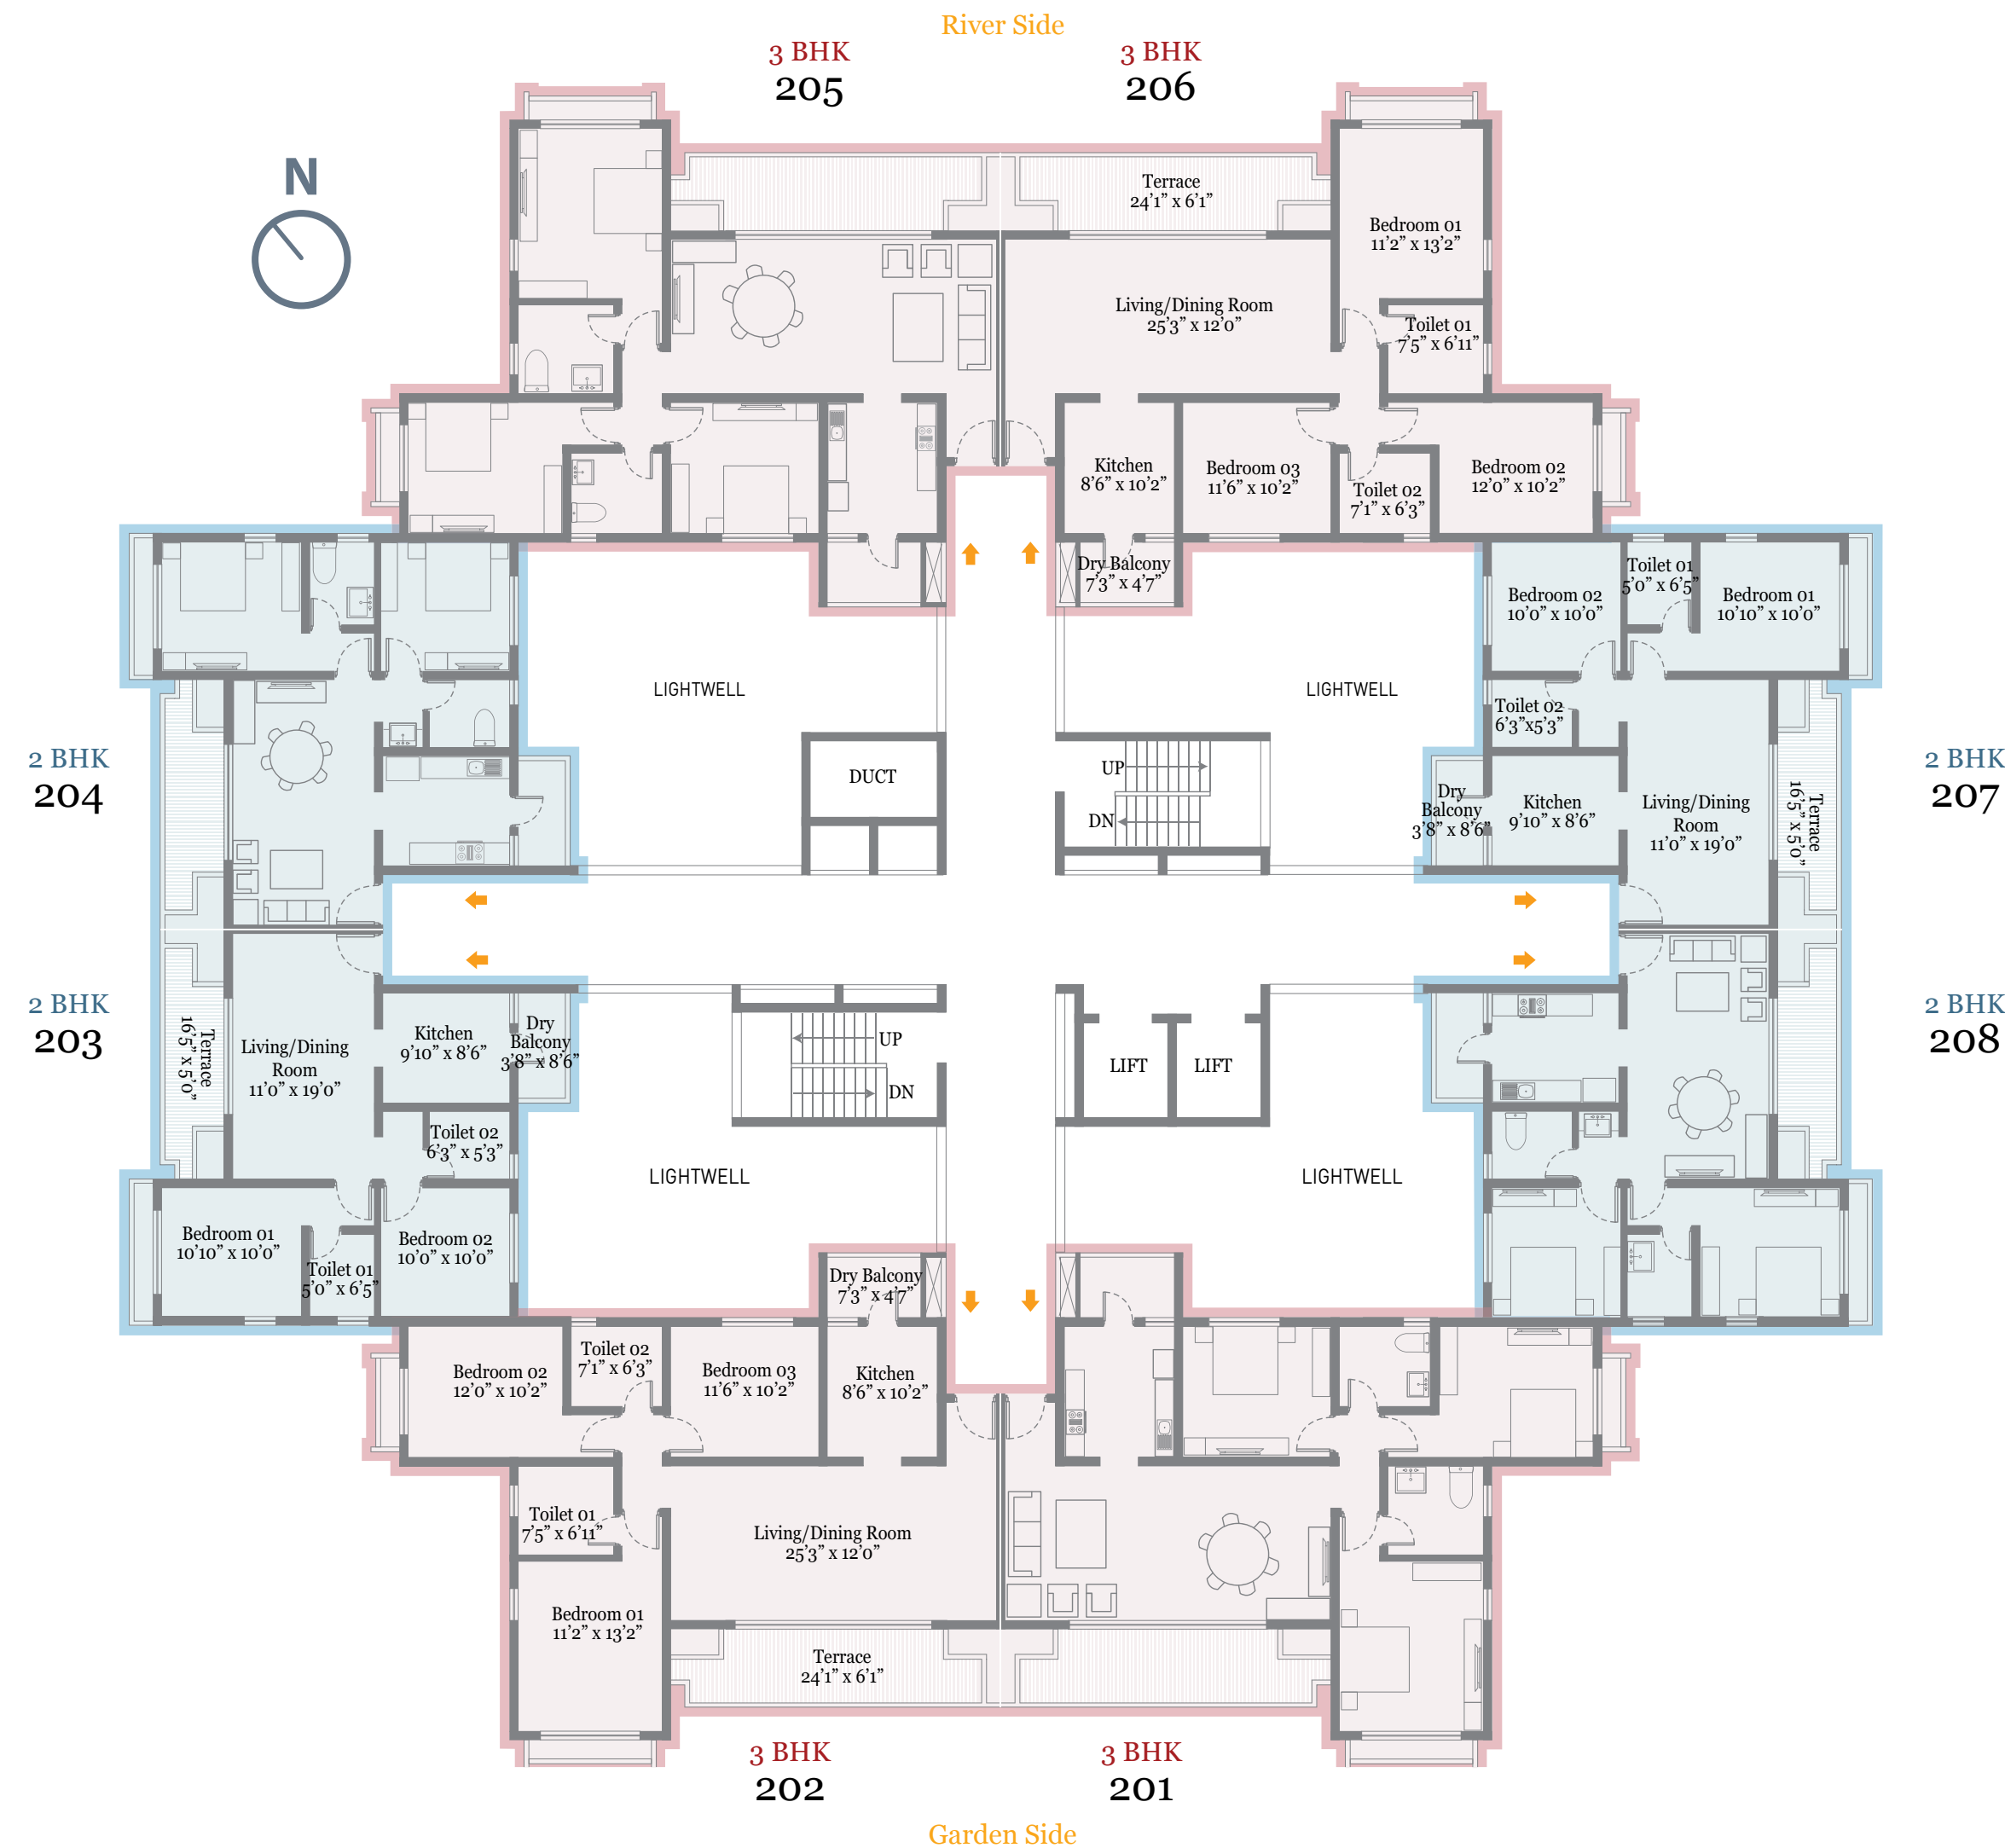 River Side
3 BHK
205
3 BHK
206
N
Terrace
24'1” x 6'1”
Bedroom 01
11'2” x 13'2”
Living/Dining Room
25'3” x 12'0”
Toilet 01
7'5” x 6'11”
Kitchen
8'6” x 10'2”
Bedroom 03
11'6” x 10'2”
Toilet 02
7'1” x 6'3”
Bedroom 02
12'0” x 10'2”
Dry Balcony
7'3” x 4'7”
Bedroom 02
10'0” x 10'0”
Toilet 01
5'0” x 6'5”
Bedroom 01
10'10” x 10'0”
LIGHTWELL
LIGHTWELL
Toilet 02
6'3”x5'3”
2 BHK
204
DUCT
UP
DN
Dry
Balcony
3'8” x 8'6”
Kitchen
9'10” x 8'6”
Living/Dining
Room
11'0” x 19'0”
Terrace
16'5” x 5'0”
2 BHK
207
2 BHK
203
Terrace
16'5” x 5'0”
Living/Dining
Room
11'0” x 19'0”
Kitchen
9'10” x 8'6”
Dry
Balcony
3'8” x 8'6”
UP
DN
LIFT
LIFT
2 BHK
208
Toilet 02
6'3” x 5'3”
LIGHTWELL
LIGHTWELL
Bedroom 01
10'10” x 10'0”
Toilet 01
5'0” x 6'5”
Bedroom 02
10'0” x 10'0”
Dry Balcony
7'3” x 4'7”
Bedroom 02
12'0” x 10'2”
Toilet 02
7'1” x 6'3”
Bedroom 03
11'6” x 10'2”
Kitchen
8'6” x 10'2”
Toilet 01
7'5” x 6'11”
Living/Dining Room
25'3” x 12'0”
Bedroom 01
11'2” x 13'2”
Terrace
24'1” x 6'1”
3 BHK
202
3 BHK
201
Garden Side